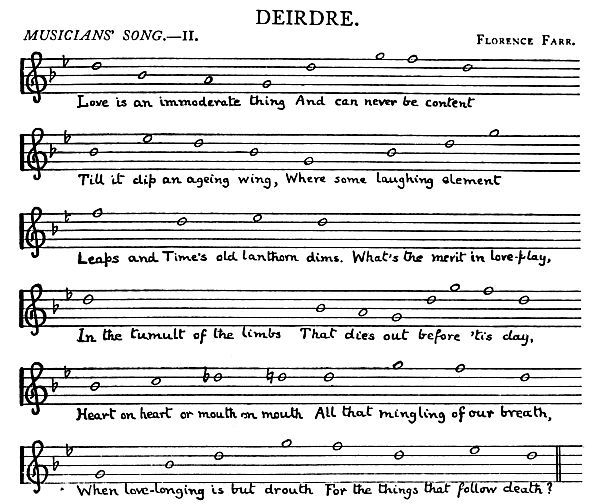 DEIRDRE.
MUSICIANS' SONG.—II.
FLORENCE FARR.
Love is an immoderate thing And can never be content
Till it dip an ageing wing, Where some laughing element
Leaps and Time's old lanthorn dims. What's the merit in love-play,
In the tumult of the limbs That dies out before 'tis day,
Heart on heart or mouth on mouth All that mingling of our breath,
When love-longing is but drouth For the things that follow death?